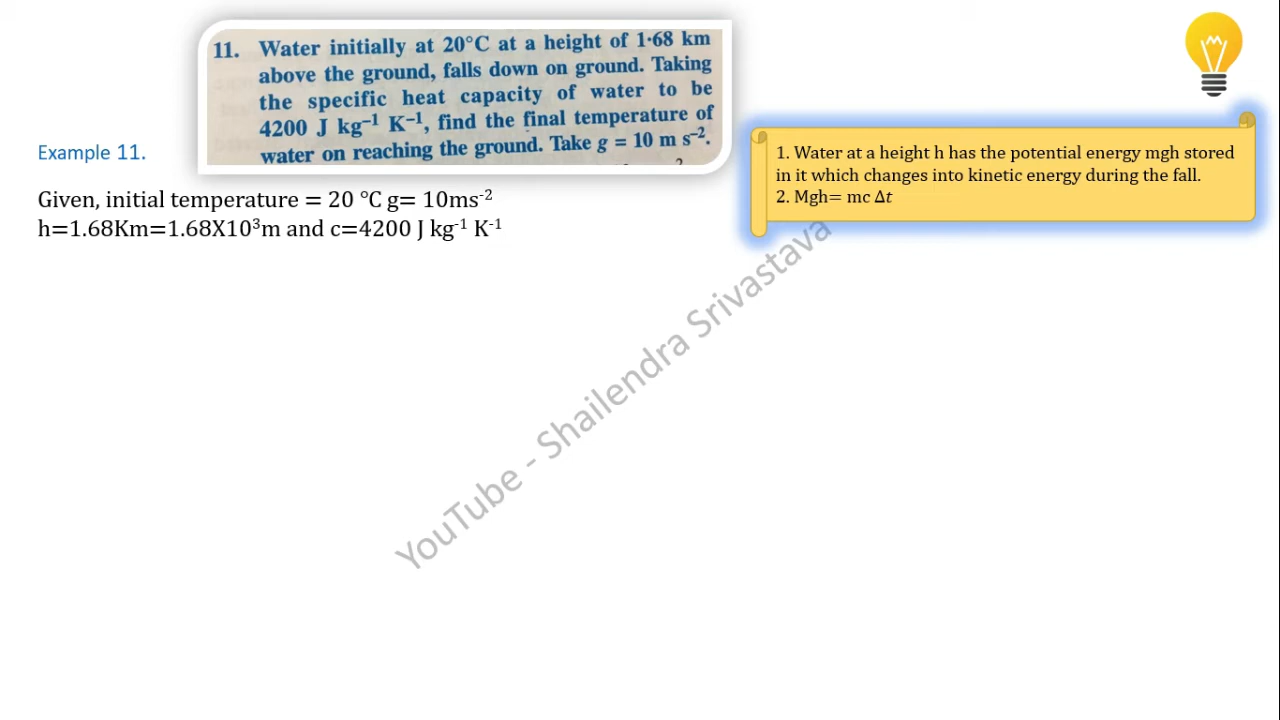 11. Water initially at 20°C at a height of 1·68 km
above the ground, falls down on ground. Taking
the specific heat capacity of water to be
4200 J kg⁻¹ K⁻¹, find the final temperature of
water on reaching the ground. Take g = 10 m s⁻².
Example 11.
1. Water at a height h has the potential energy mgh stored
in it which changes into kinetic energy during the fall.
2. Mgh= mc Δt
Given, initial temperature = 20 °C g= 10ms⁻²
h=1.68Km=1.68X10³m and c=4200 J kg⁻¹ K⁻¹
YouTube - Shailendra Srivastava